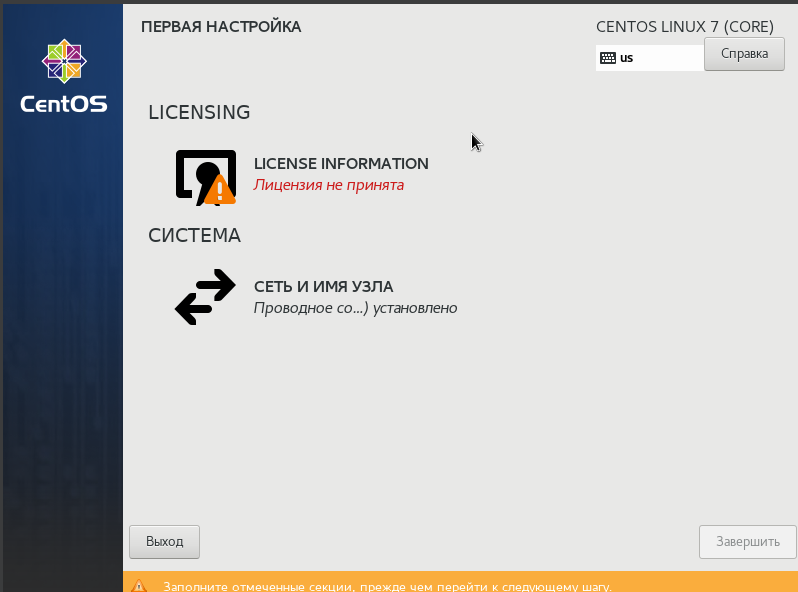 ПЕРВАЯ НАСТРОЙКА
CENTOS LINUX 7 (CORE)
us
Справка
CentOS
LICENSING
LICENSE INFORMATION
Лицензия не принята
СИСТЕМА
СЕТЬ И ИМЯ УЗЛА
Проводное со...) установлено
Выход
Завершить
Заполните отмеченные секции, прежде чем перейти к следующему шагу.